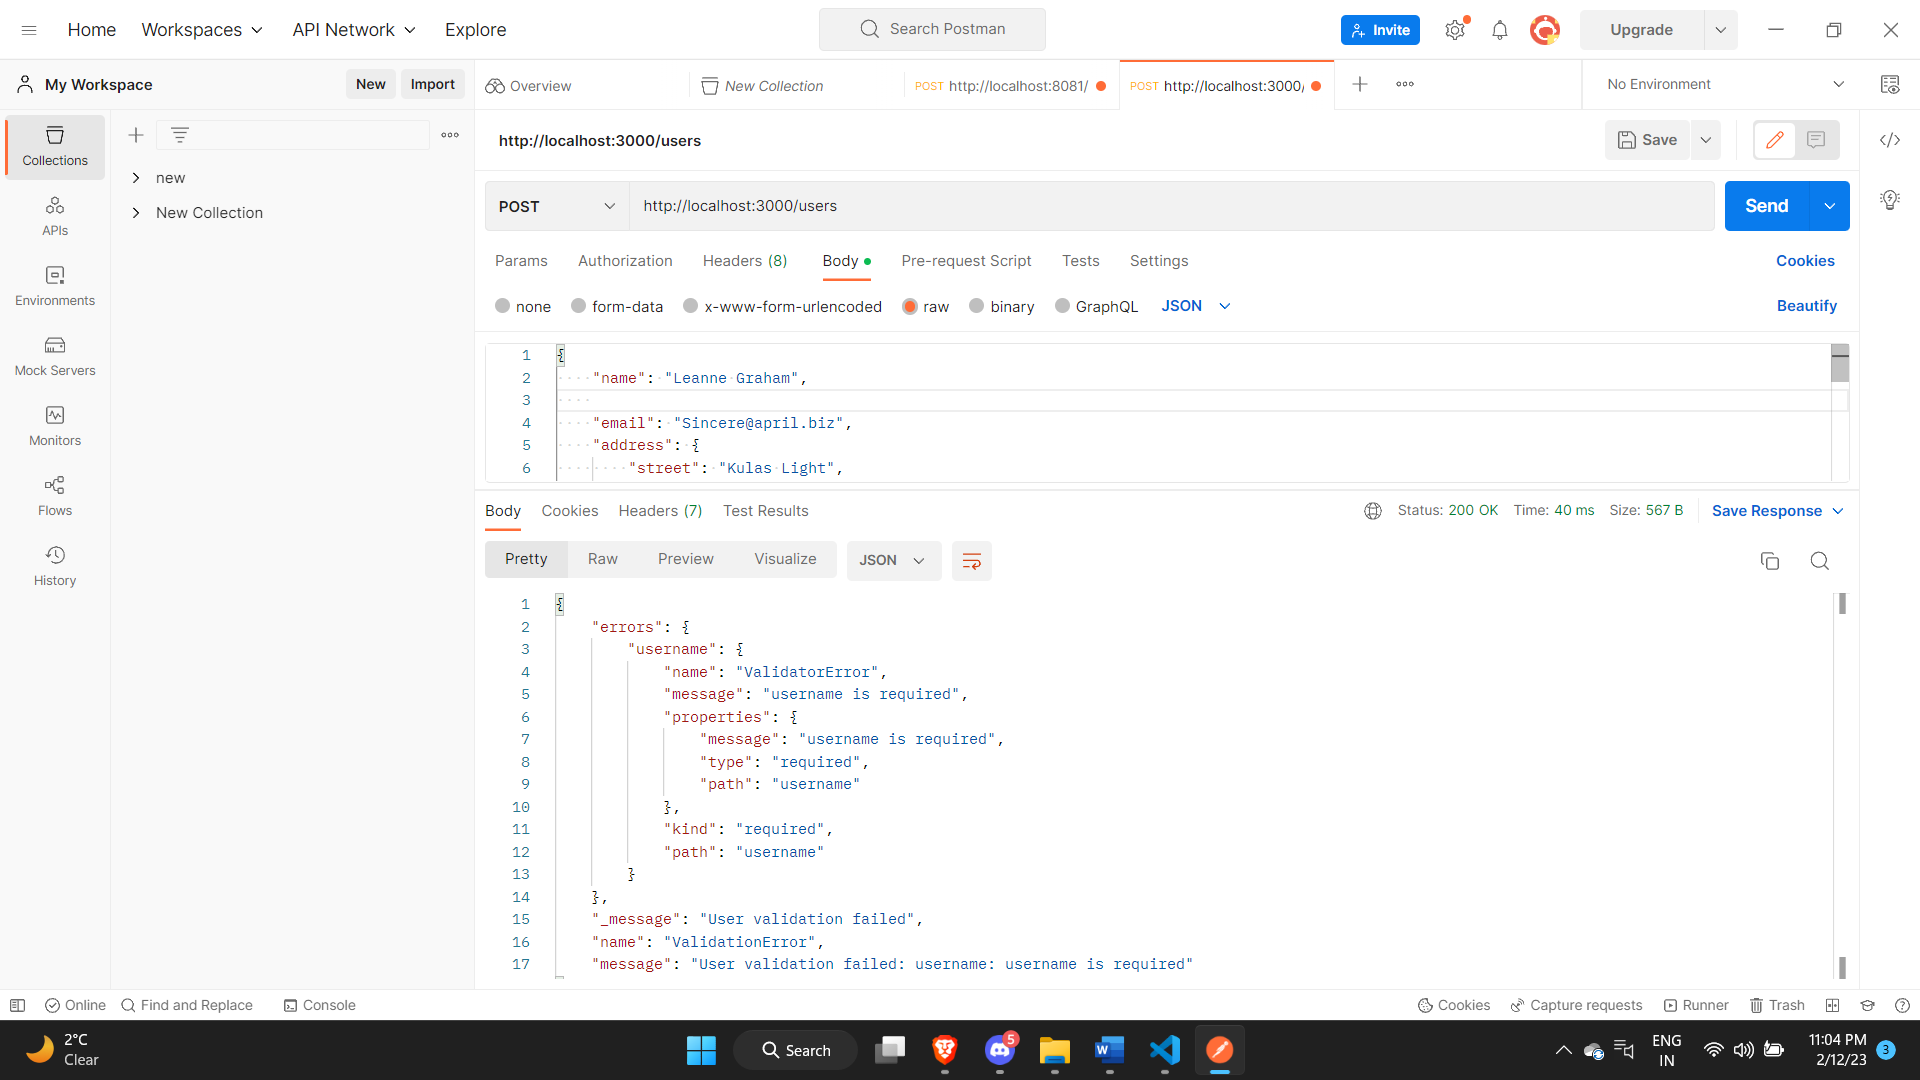 Home Workspaces API Network Explore
Search Postman
Invite Upgrade
My Workspace New Import
Overview New Collection POST http://localhost:8081/ POST http://localhost:3000/ No Environment
Collections
APIs
Environments
Mock Servers
Monitors
Flows
History
new
New Collection
http://localhost:3000/users Save
POST http://localhost:3000/users Send
Params Authorization Headers (8) Body Pre-request Script Tests Settings Cookies
none form-data x-www-form-urlencoded raw binary GraphQL JSON Beautify
1 {
2 "name": "Leanne Graham",
3
4 "email": "Sincere@april.biz",
5 "address": {
6 "street": "Kulas Light",
Body Cookies Headers (7) Test Results Status: 200 OK Time: 40 ms Size: 567 B Save Response
Pretty Raw Preview Visualize JSON
1 {
2 "errors": {
3 "username": {
4 "name": "ValidatorError",
5 "message": "username is required",
6 "properties": {
7 "message": "username is required",
8 "type": "required",
9 "path": "username"
10 },
11 "kind": "required",
12 "path": "username"
13 }
14 },
15 "_message": "User validation failed",
16 "name": "ValidationError",
17 "message": "User validation failed: username: username is required"
Online Find and Replace Console Cookies Capture requests Runner Trash
2°C
Clear
Search
5
W
ENG
IN
11:04 PM
2/12/23
3